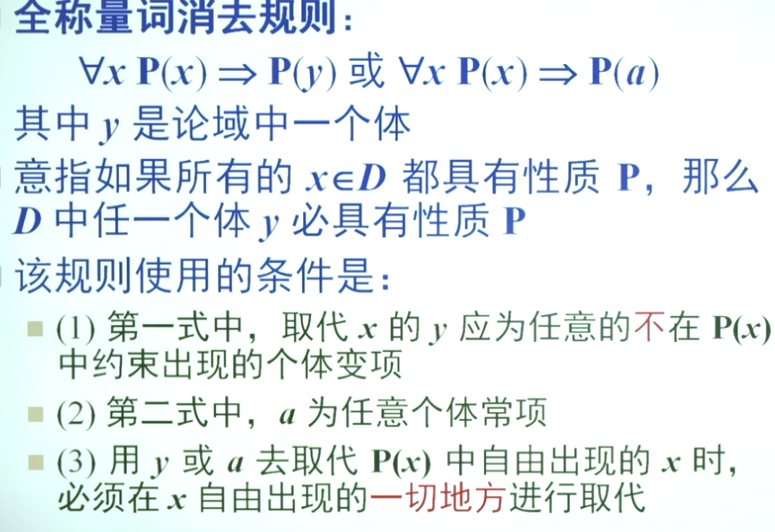 全称量词消去规则：
∀x P(x) ⇒ P(y) 或 ∀x P(x) ⇒ P(a)
其中 y 是论域中一个体
意指如果所有的 x∈D 都具有性质 P，那么
D 中任一个体 y 必具有性质 P
该规则使用的条件是：
(1) 第一式中，取代 x 的 y 应为任意的不在 P(x)
中约束出现的个体变项
(2) 第二式中，a 为任意个体常项
(3) 用 y 或 a 去取代 P(x) 中自由出现的 x 时，
必须在 x 自由出现的一切地方进行取代